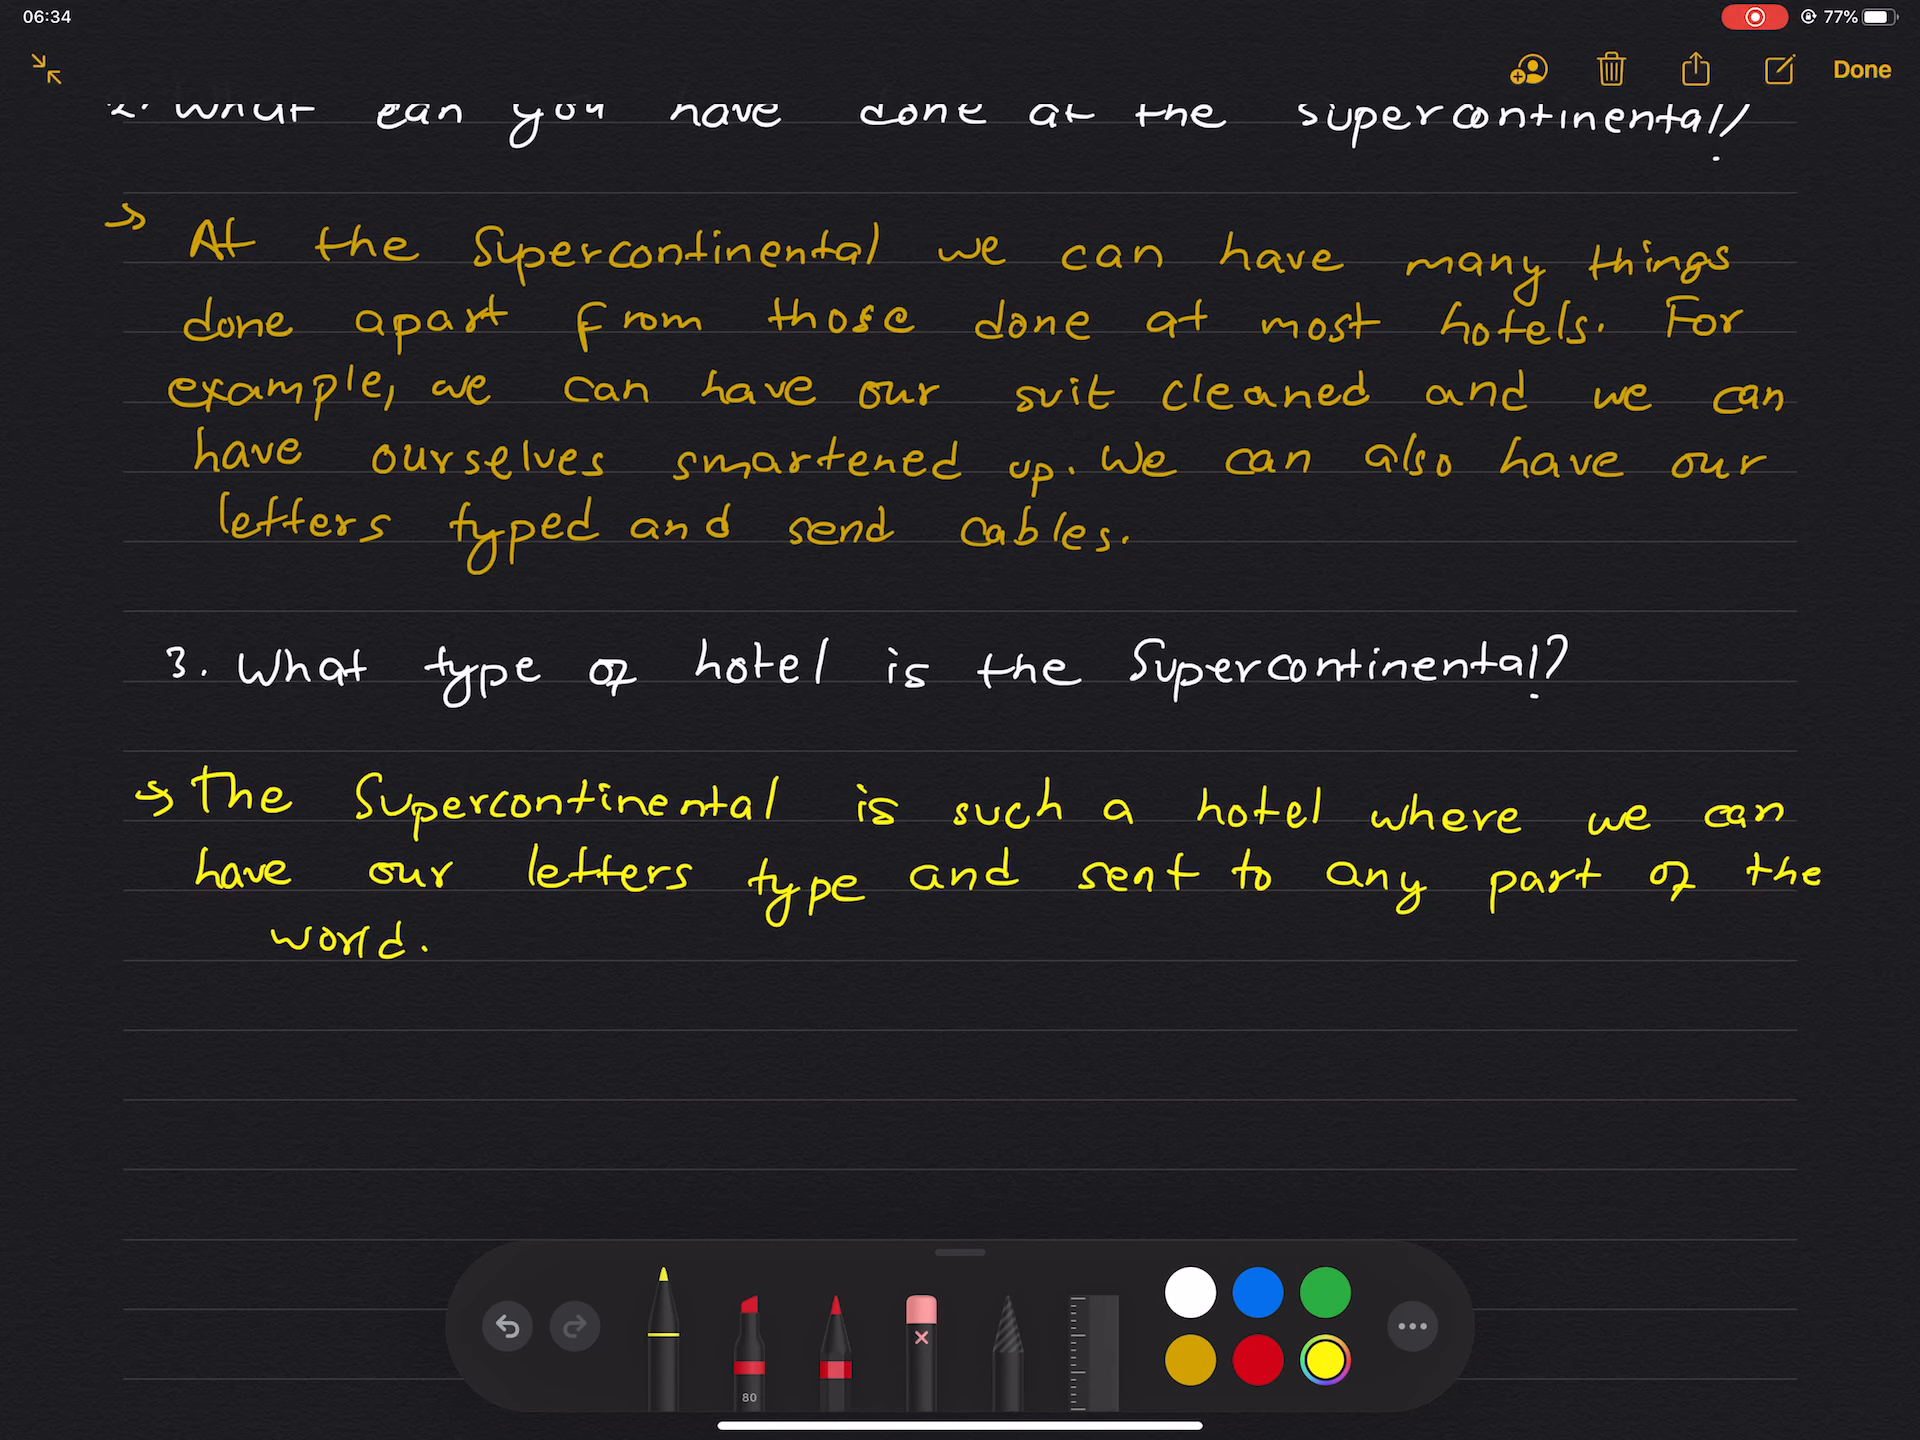 06:34
77%
Done
2. What can you have done at the supercontinental?
→ At the Supercontinental we can have many things
done apart from those done at most hotels. For
example, we can have our suit cleaned and we can
have ourselves smartened up. We can also have our
letters typed and send cables.
3. What type of hotel is the Supercontinental?
→ The Supercontinental is such a hotel where we can
have our letters type and sent to any part of the
world.
80